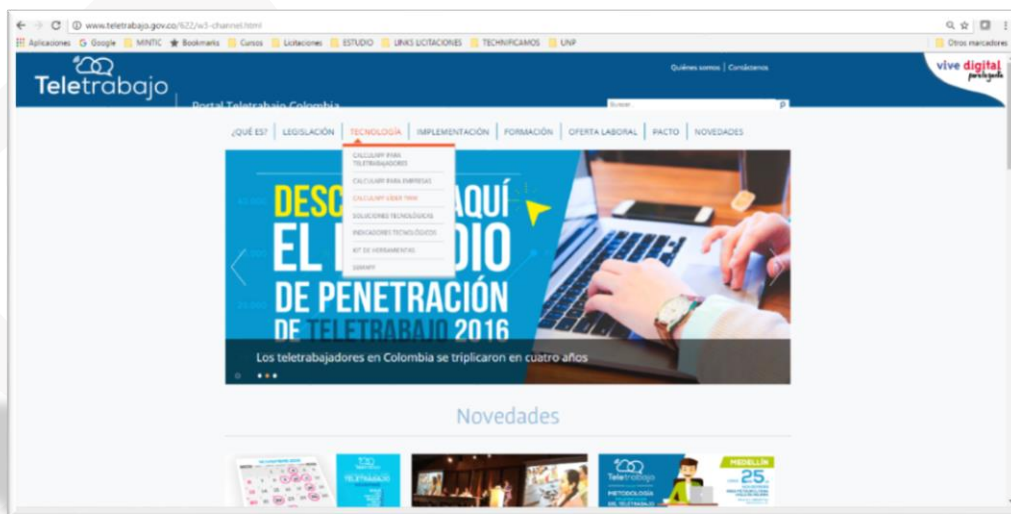 www.teletrabajo.gov.co/622/w3-channel.html
Aplicaciones Google MINTIC Bookmarks Cursos Licitaciones ESTUDIO LINKS LICITACIONES TECHNIFICAMOS UNP Otros marcadores
Quiénes somos | Contáctenos
vive digital
Teletrabajo
Portal Teletrabajo Colombia
Buscar...
¿QUÉ ES? | LEGISLACIÓN | TECNOLOGÍA | IMPLEMENTACIÓN | FORMACIÓN | OFERTA LABORAL | PACTO | NOVEDADES
CALCULAPP PARA
TELETRABAJADORES
CALCULAPP PARA EMPRESAS
CALCULAPP LÍDER
SOLUCIONES TECNOLÓGICAS
INDICADORES TECNOLÓGICOS
KIT DE HERRAMIENTAS
DESC AQUÍ
EL DIO
DE PENETRACIÓN
DE TELETRABAJO 2016
Los teletrabajadores en Colombia se triplicaron en cuatro años
Novedades
Teletrabajo
METODOLOGÍA
MEDELLÍN
25
TELETRABAJO